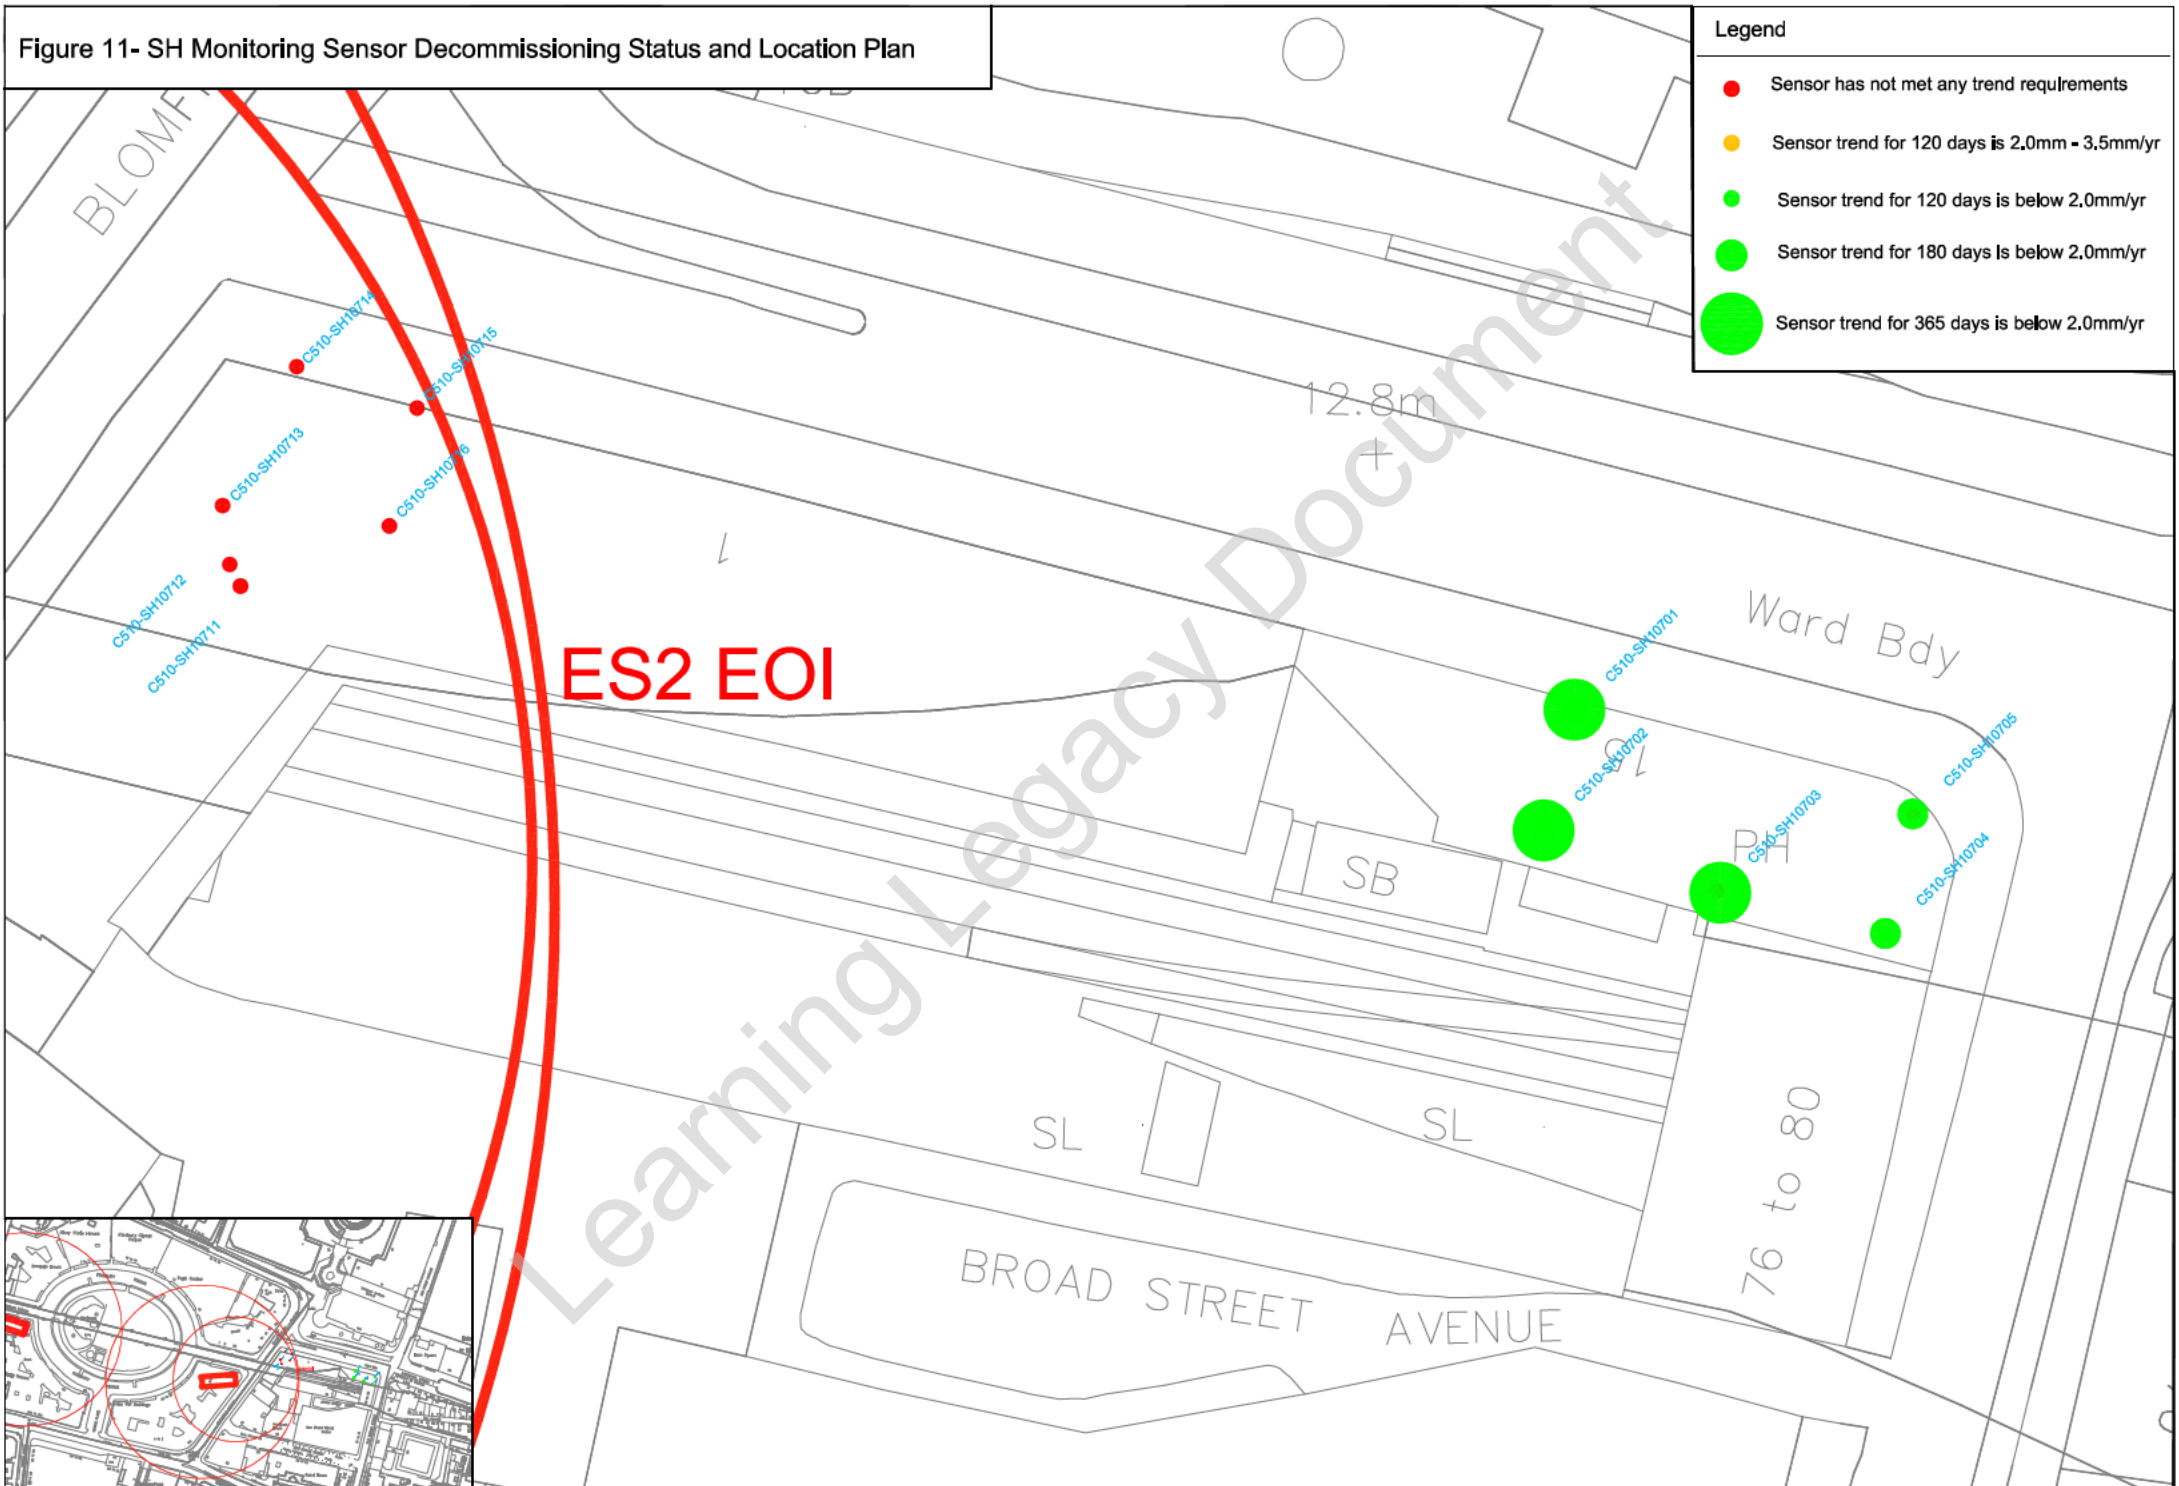 Figure 11- SH Monitoring Sensor Decommissioning Status and Location Plan
Legend
Sensor has not met any trend requirements
Sensor trend for 120 days is 2.0mm - 3.5mm/yr
Sensor trend for 120 days is below 2.0mm/yr
Sensor trend for 180 days is below 2.0mm/yr
Sensor trend for 365 days is below 2.0mm/yr
C510-SH10714
C510-SH10715
C510-SH10713
C510-SH10716
C510-SH10712
C510-SH10711
12.8m
1
ES2 EOI
Ward Bdy
C510-SH10701
C510-SH10702
15
C510-SH10705
C510-SH10703
PH
C510-SH10704
SB
SL
SL
76 to 80
BROAD STREET AVENUE
Learning Legacy Document